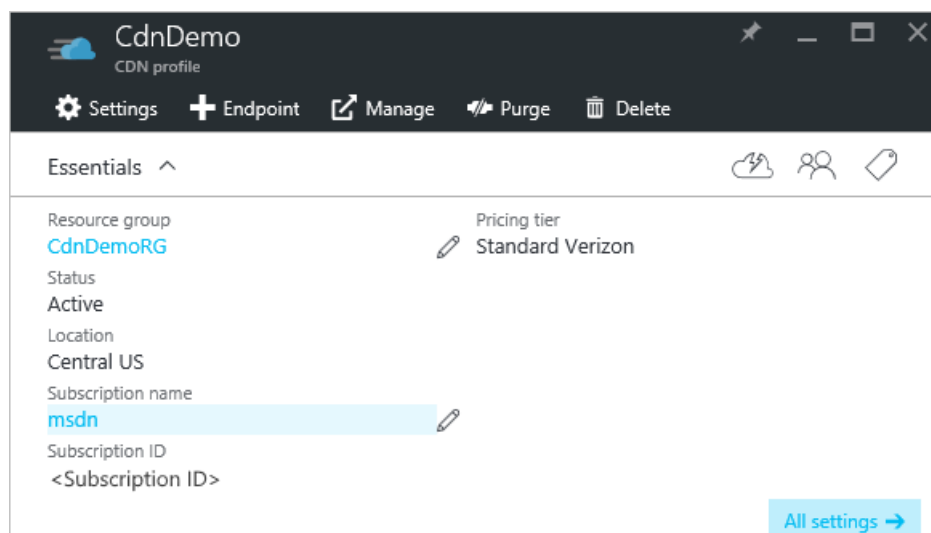 CdnDemo
CDN profile
Settings Endpoint Manage Purge Delete
Essentials
Resource group
CdnDemoRG
Pricing tier
Standard Verizon
Status
Active
Location
Central US
Subscription name
msdn
Subscription ID
<Subscription ID>
All settings